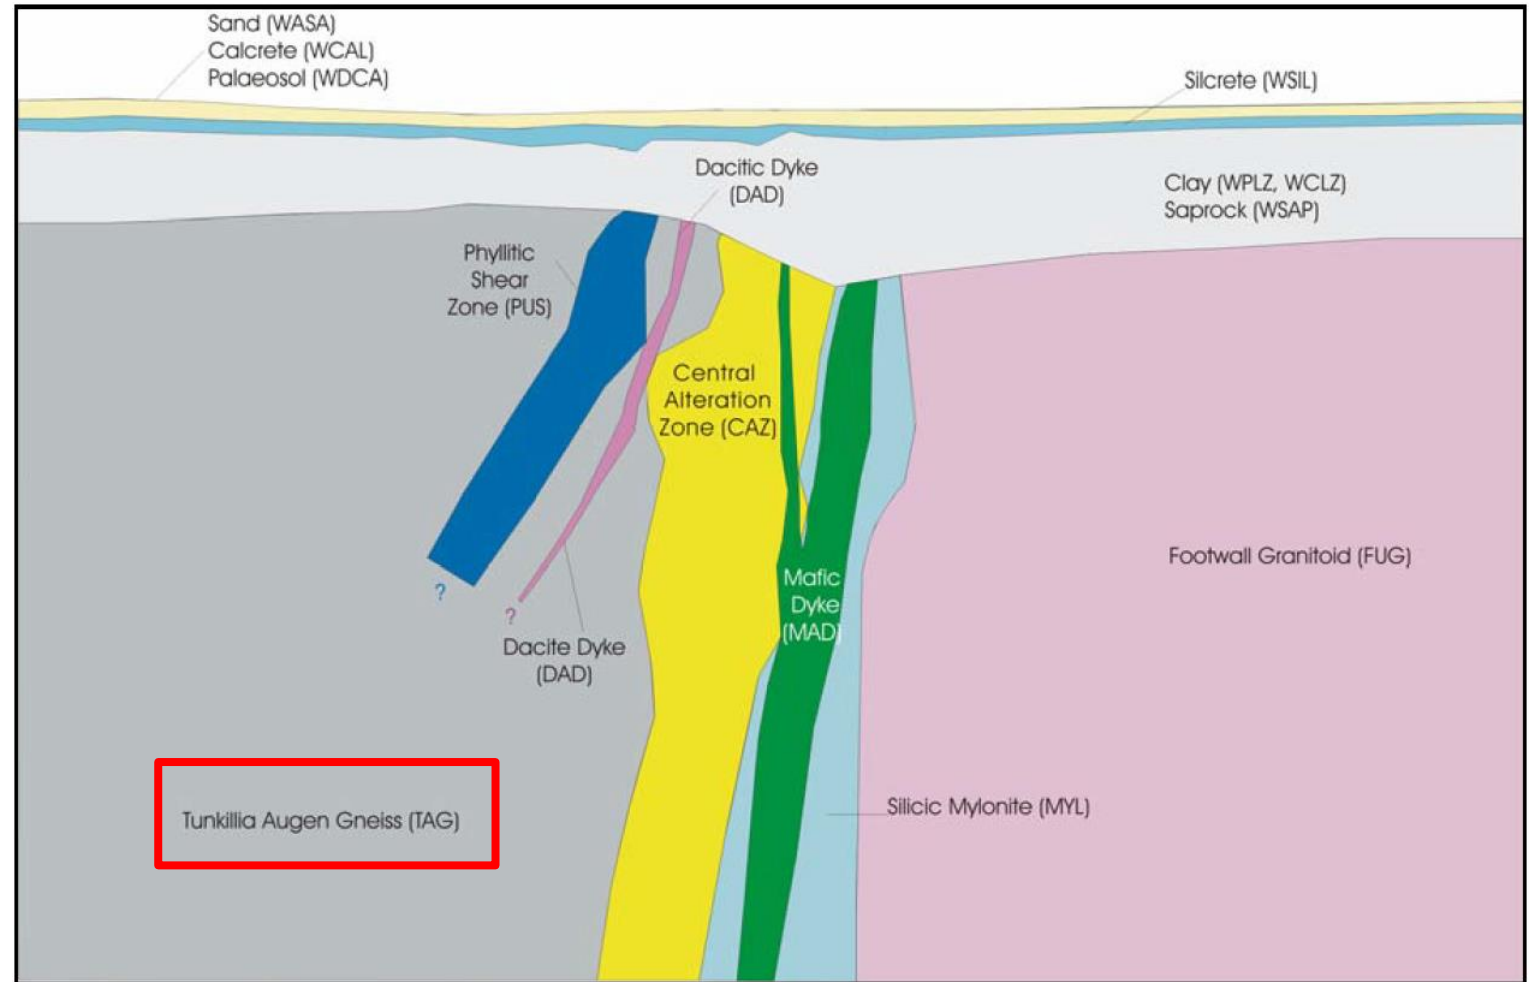 Sand (WASA)
Calcrete (WCAL)
Palaeosol (WDCA)
Silcrete (WSIL)
Dacitic Dyke
(DAD)
Clay (WPLZ, WCLZ)
Saprock (WSAP)
Phyllitic
Shear
Zone (PUS)
Central
Alteration
Zone (CAZ)
Footwall Granitoid (FUG)
Mafic
Dyke
(MAD)
?
?
Dacite Dyke
(DAD)
Silicic Mylonite (MYL)
Tunkillia Augen Gneiss (TAG)